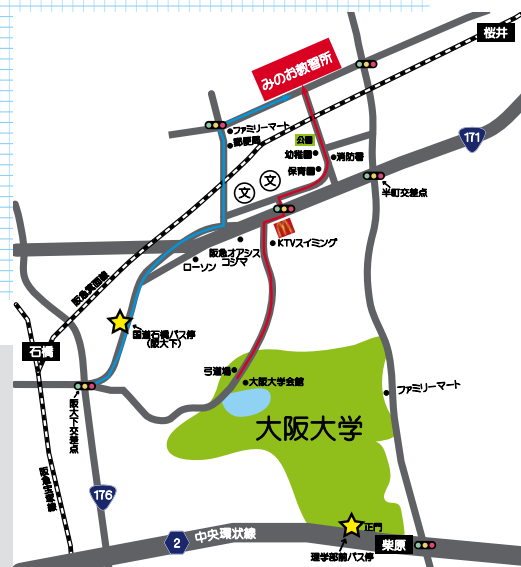 桜井
みのお教習所
ファミリーマート
郵便局
公園
幼稚園
消防署
保育園
171
文
文
半町交差点
KTVスイミング
阪急オアシス
コジマ
ローソン
阪急箕面線
国道石橋バス停
(阪大下)
石橋
弓道場
大阪大学会館
ファミリーマート
阪大下交差点
大阪大学
阪急宝塚線
176
正門
中央環状線
2
柴原
理学部前バス停